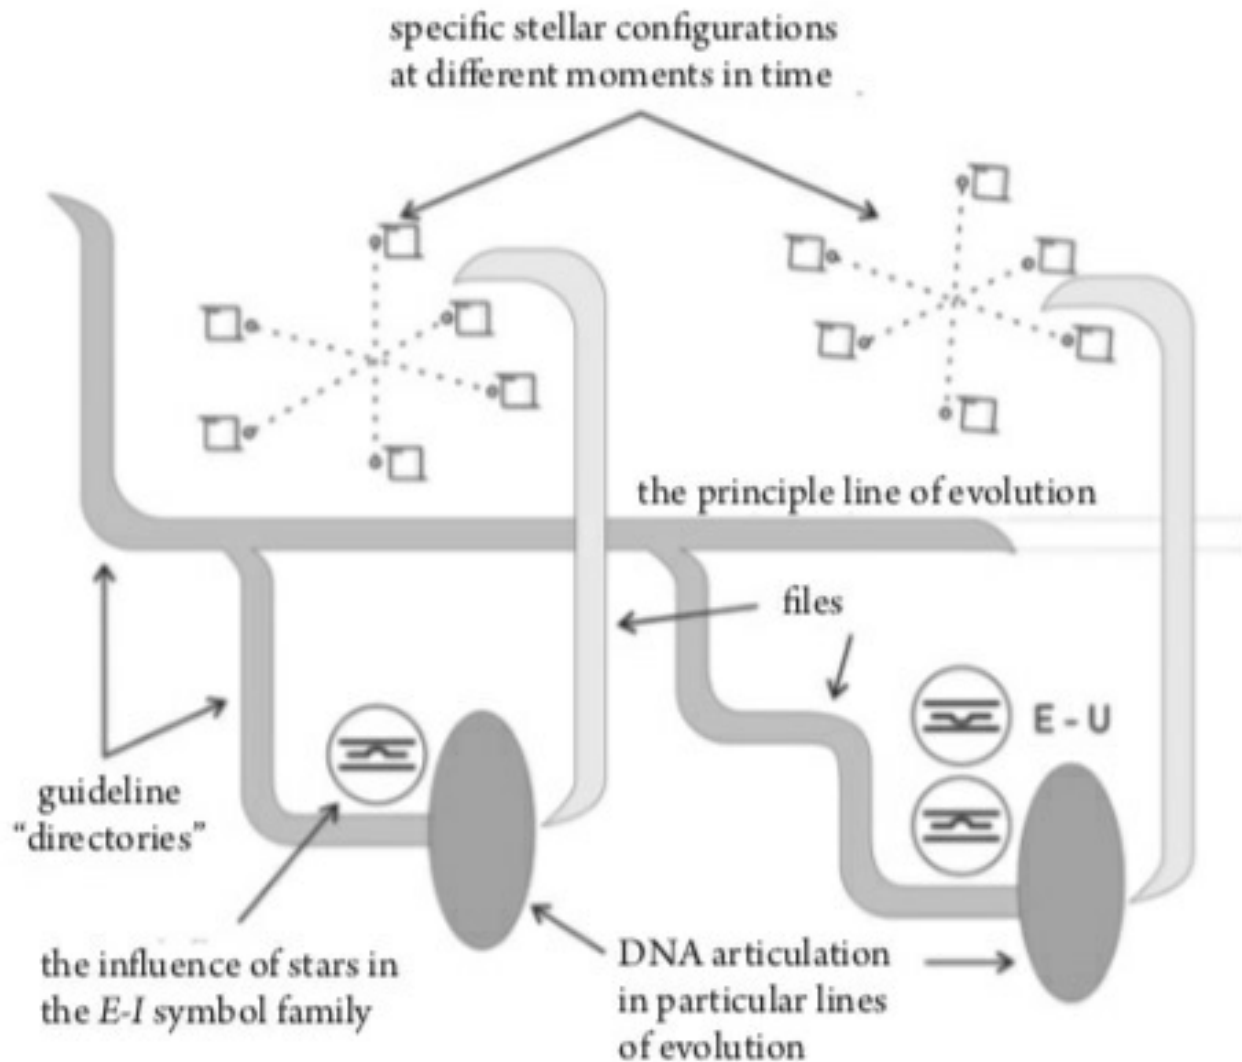 specific stellar configurations
at different moments in time
the principle line of evolution
files
E - U
guideline
“directories”
the influence of stars in
the E-I symbol family
DNA articulation
in particular lines
of evolution